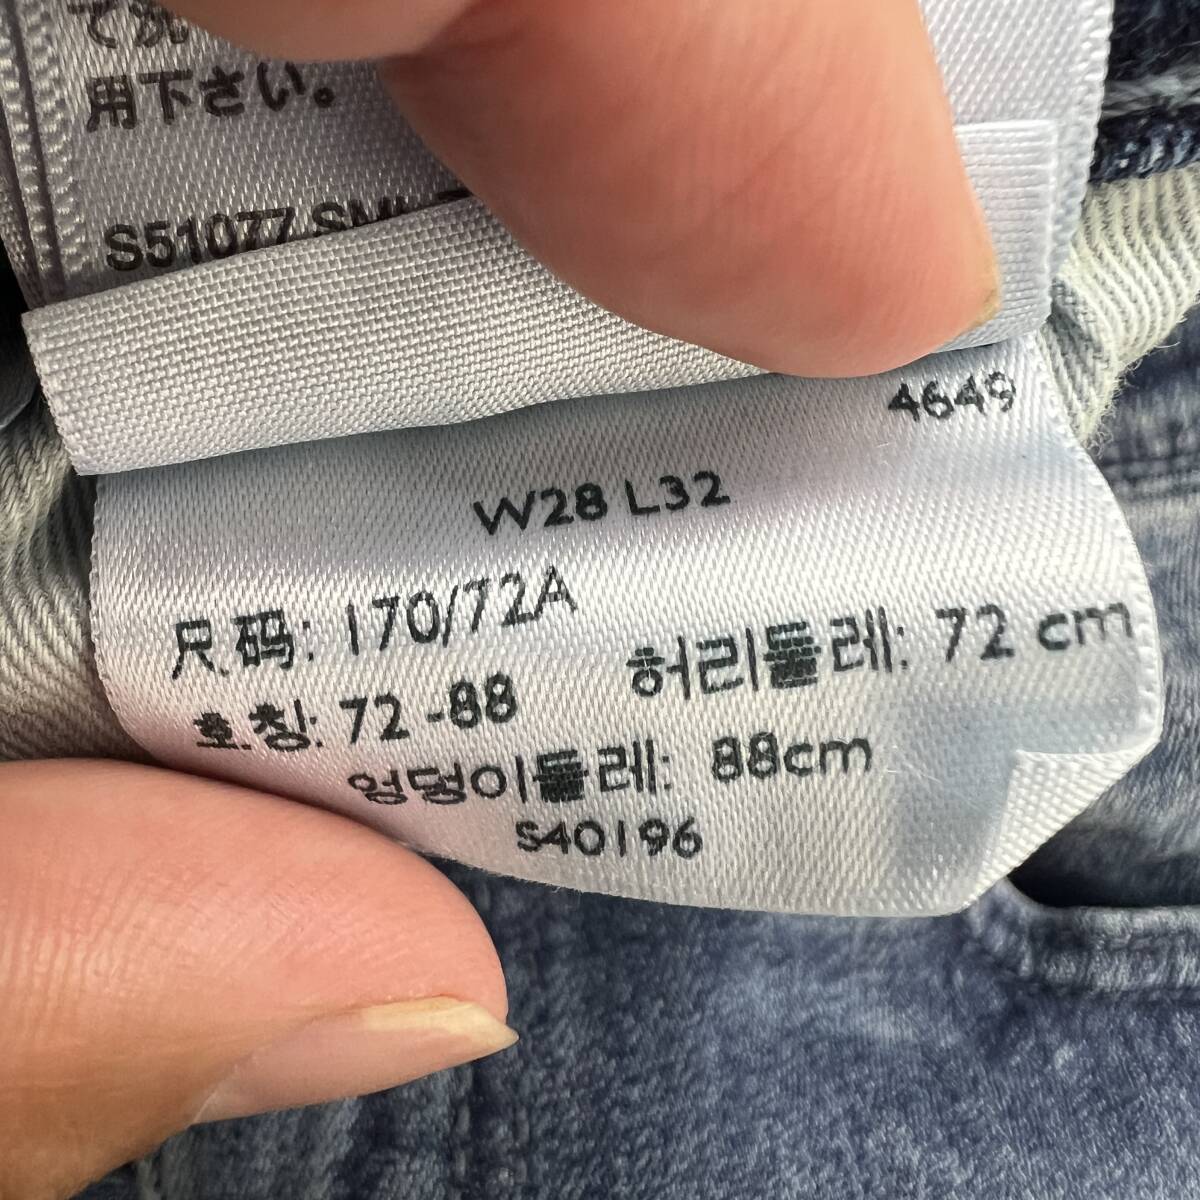 用下さい。
S51077
4649
W28 L32
尺码: 170/72A
호칭: 72-88 허리둘레: 72 cm
엉덩이둘레: 88cm
S40196